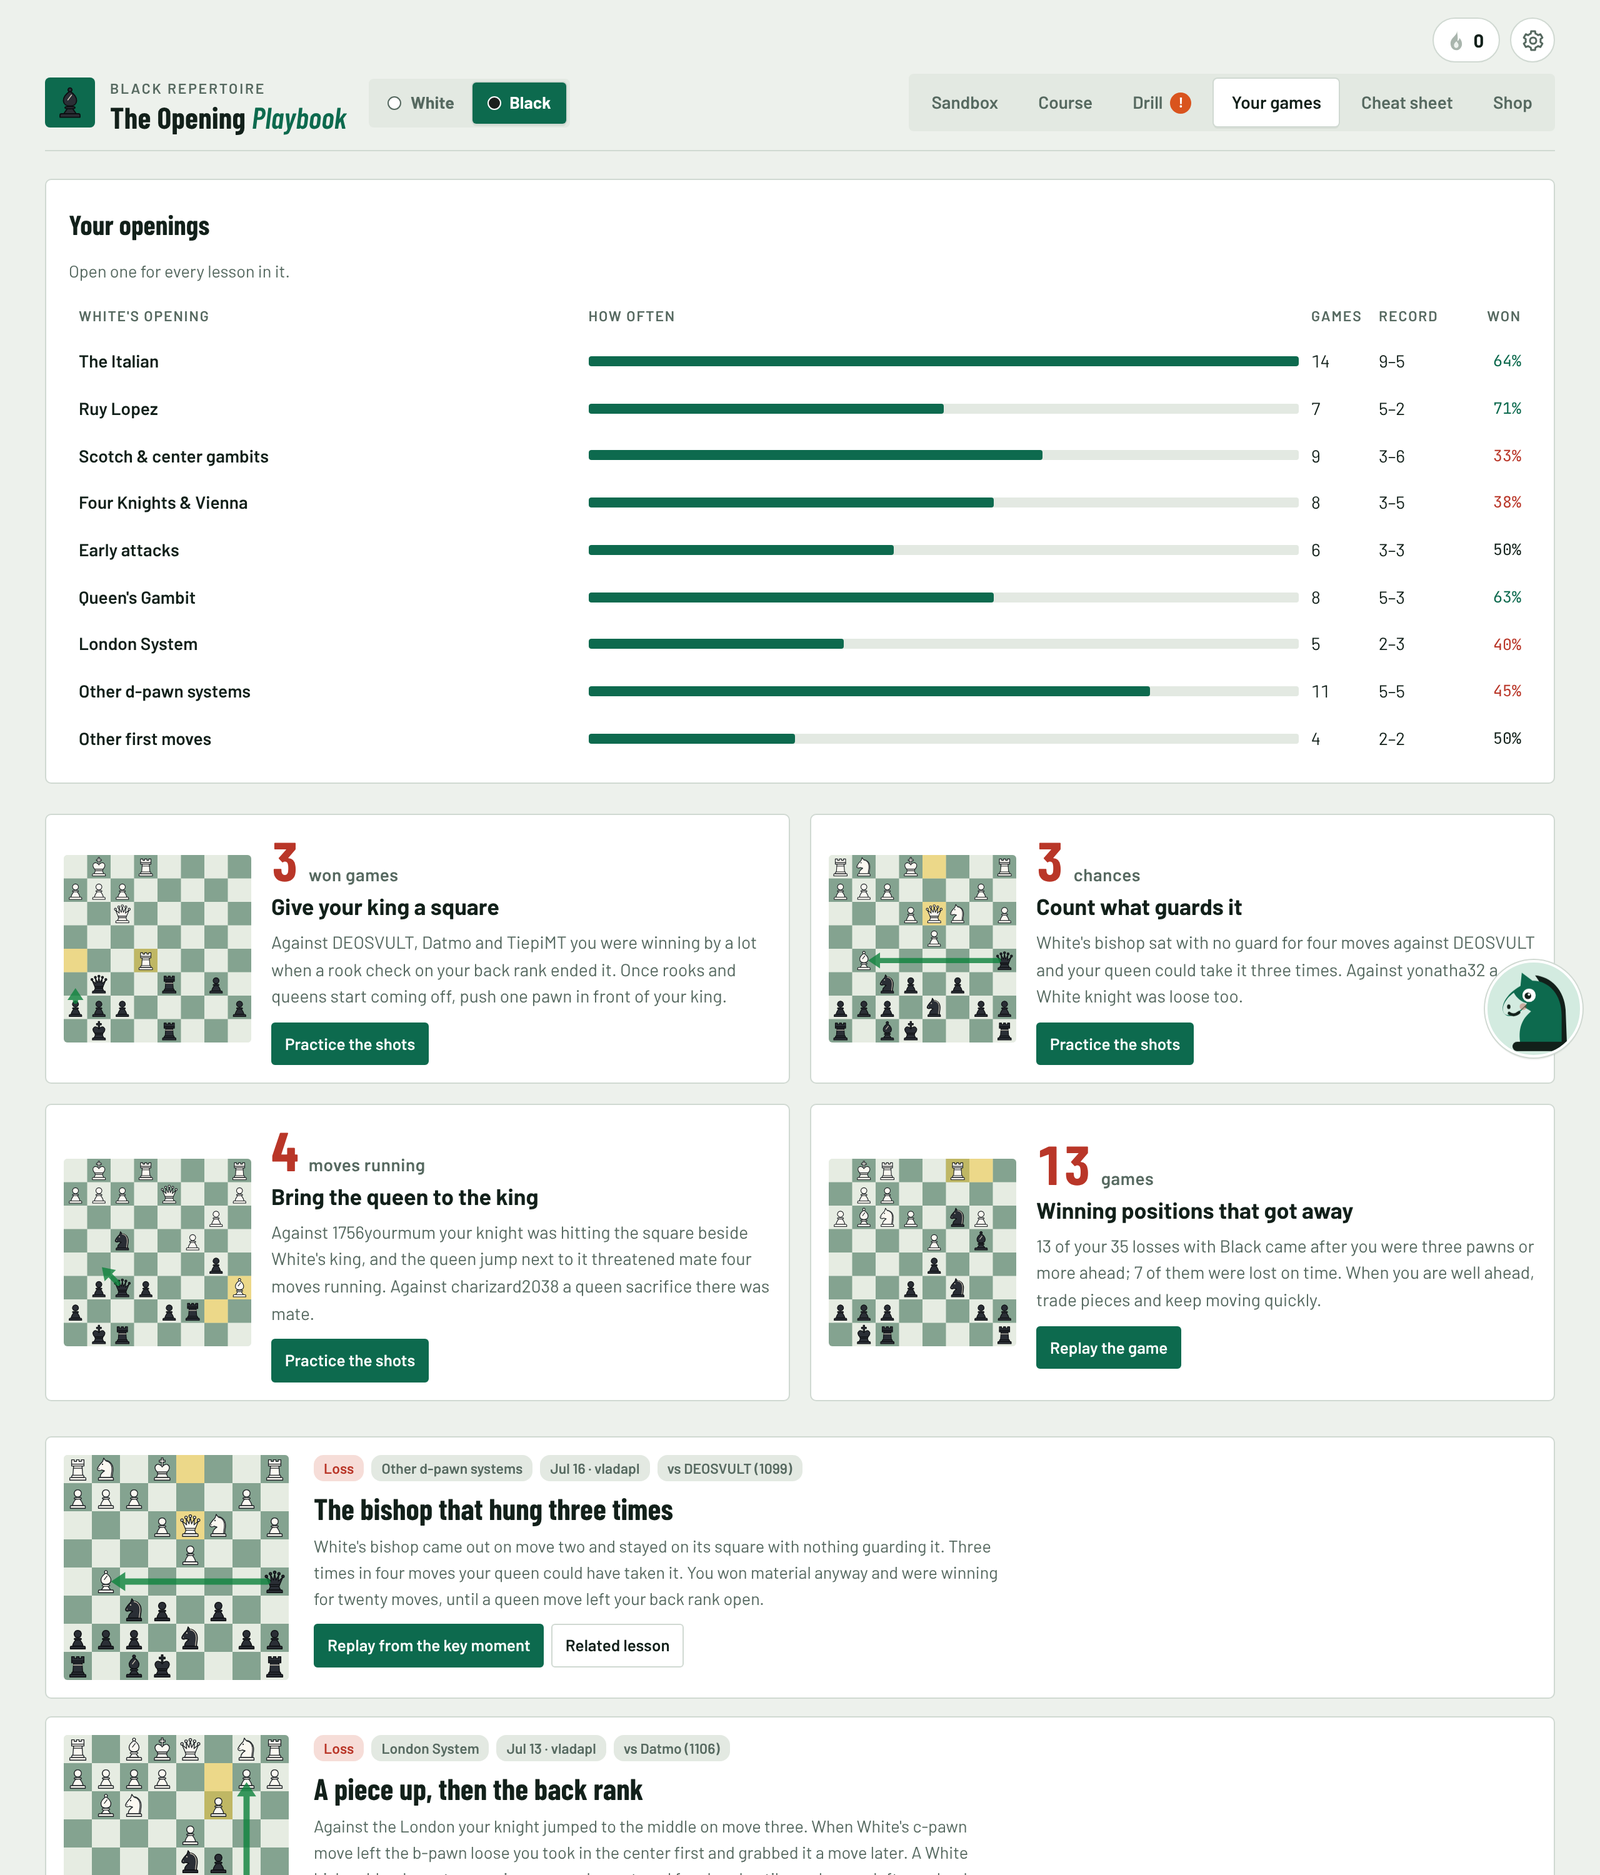 0
BLACK REPERTOIRE
The Opening Playbook
White
Black
Sandbox
Course
Drill !
Your games
Cheat sheet
Shop
Your openings
Open one for every lesson in it.
WHITE'S OPENING HOW OFTEN GAMES RECORD WON
The Italian 14 9–5 64%
Ruy Lopez 7 5–2 71%
Scotch & center gambits 9 3–6 33%
Four Knights & Vienna 8 3–5 38%
Early attacks 6 3–3 50%
Queen's Gambit 8 5–3 63%
London System 5 2–3 40%
Other d-pawn systems 11 5–5 45%
Other first moves 4 2–2 50%
3 won games
Give your king a square
Against DEOSVULT, Datmo and TiepiMT you were winning by a lot
when a rook check on your back rank ended it. Once rooks and
queens start coming off, push one pawn in front of your king.
Practice the shots
3 chances
Count what guards it
White's bishop sat with no guard for four moves against DEOSVULT
and your queen could take it three times. Against yonatha32 a
White knight was loose too.
Practice the shots
4 moves running
Bring the queen to the king
Against 1756yourmum your knight was hitting the square beside
White's king, and the queen jump next to it threatened mate four
moves running. Against charizard2038 a queen sacrifice there was
mate.
Practice the shots
13 games
Winning positions that got away
13 of your 35 losses with Black came after you were three pawns or
more ahead; 7 of them were lost on time. When you are well ahead,
trade pieces and keep moving quickly.
Replay the game
Loss
Other d-pawn systems
Jul 16 · vladapl
vs DEOSVULT (1099)
The bishop that hung three times
White's bishop came out on move two and stayed on its square with nothing guarding it. Three
times in four moves your queen could have taken it. You won material anyway and were winning
for twenty moves, until a queen move left your back rank open.
Replay from the key moment
Related lesson
Loss
London System
Jul 13 · vladapl
vs Datmo (1106)
A piece up, then the back rank
Against the London your knight jumped to the middle on move three. When White's c-pawn
move left the b-pawn loose you took in the center first and grabbed it a move later. A White